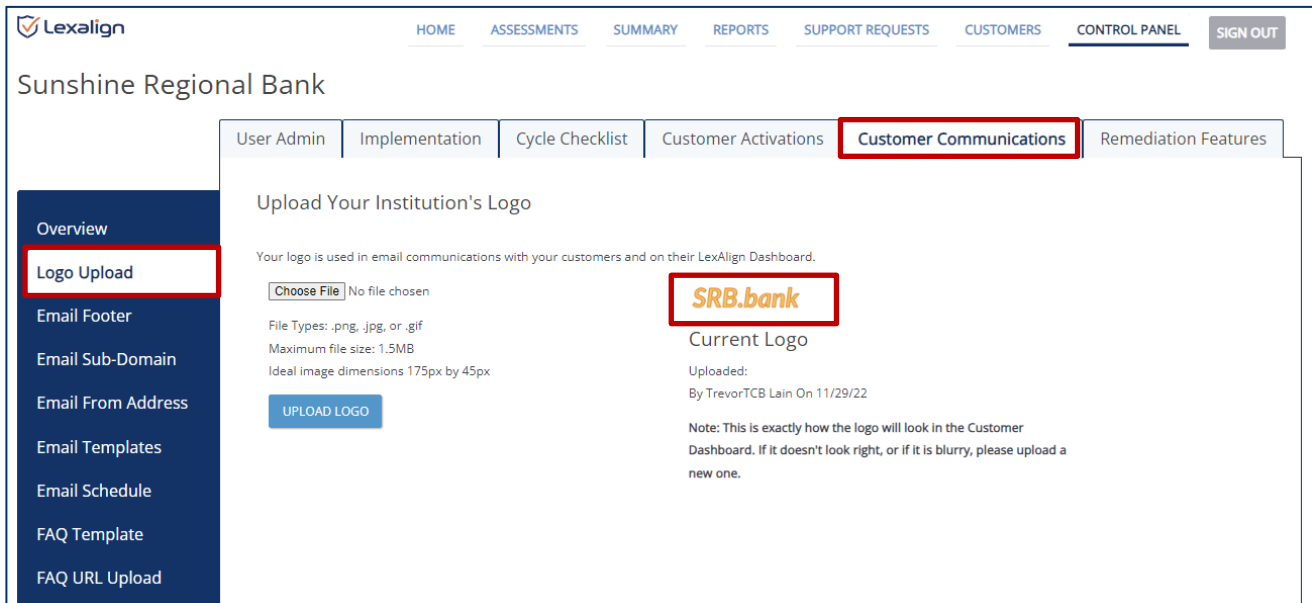 Lexalign
HOME ASSESSMENTS SUMMARY REPORTS SUPPORT REQUESTS CUSTOMERS CONTROL PANEL SIGN OUT
Sunshine Regional Bank
User Admin Implementation Cycle Checklist Customer Activations Customer Communications Remediation Features
Overview
Logo Upload
Email Footer
Email Sub-Domain
Email From Address
Email Templates
Email Schedule
FAQ Template
FAQ URL Upload
Upload Your Institution's Logo
Your logo is used in email communications with your customers and on their LexAlign Dashboard.
Choose File No file chosen
File Types: .png, .jpg, or .gif
Maximum file size: 1.5MB
Ideal image dimensions 175px by 45px
UPLOAD LOGO
SRB.bank
Current Logo
Uploaded:
By TrevorTCB Lain On 11/29/22
Note: This is exactly how the logo will look in the Customer
Dashboard. If it doesn't look right, or if it is blurry, please upload a
new one.